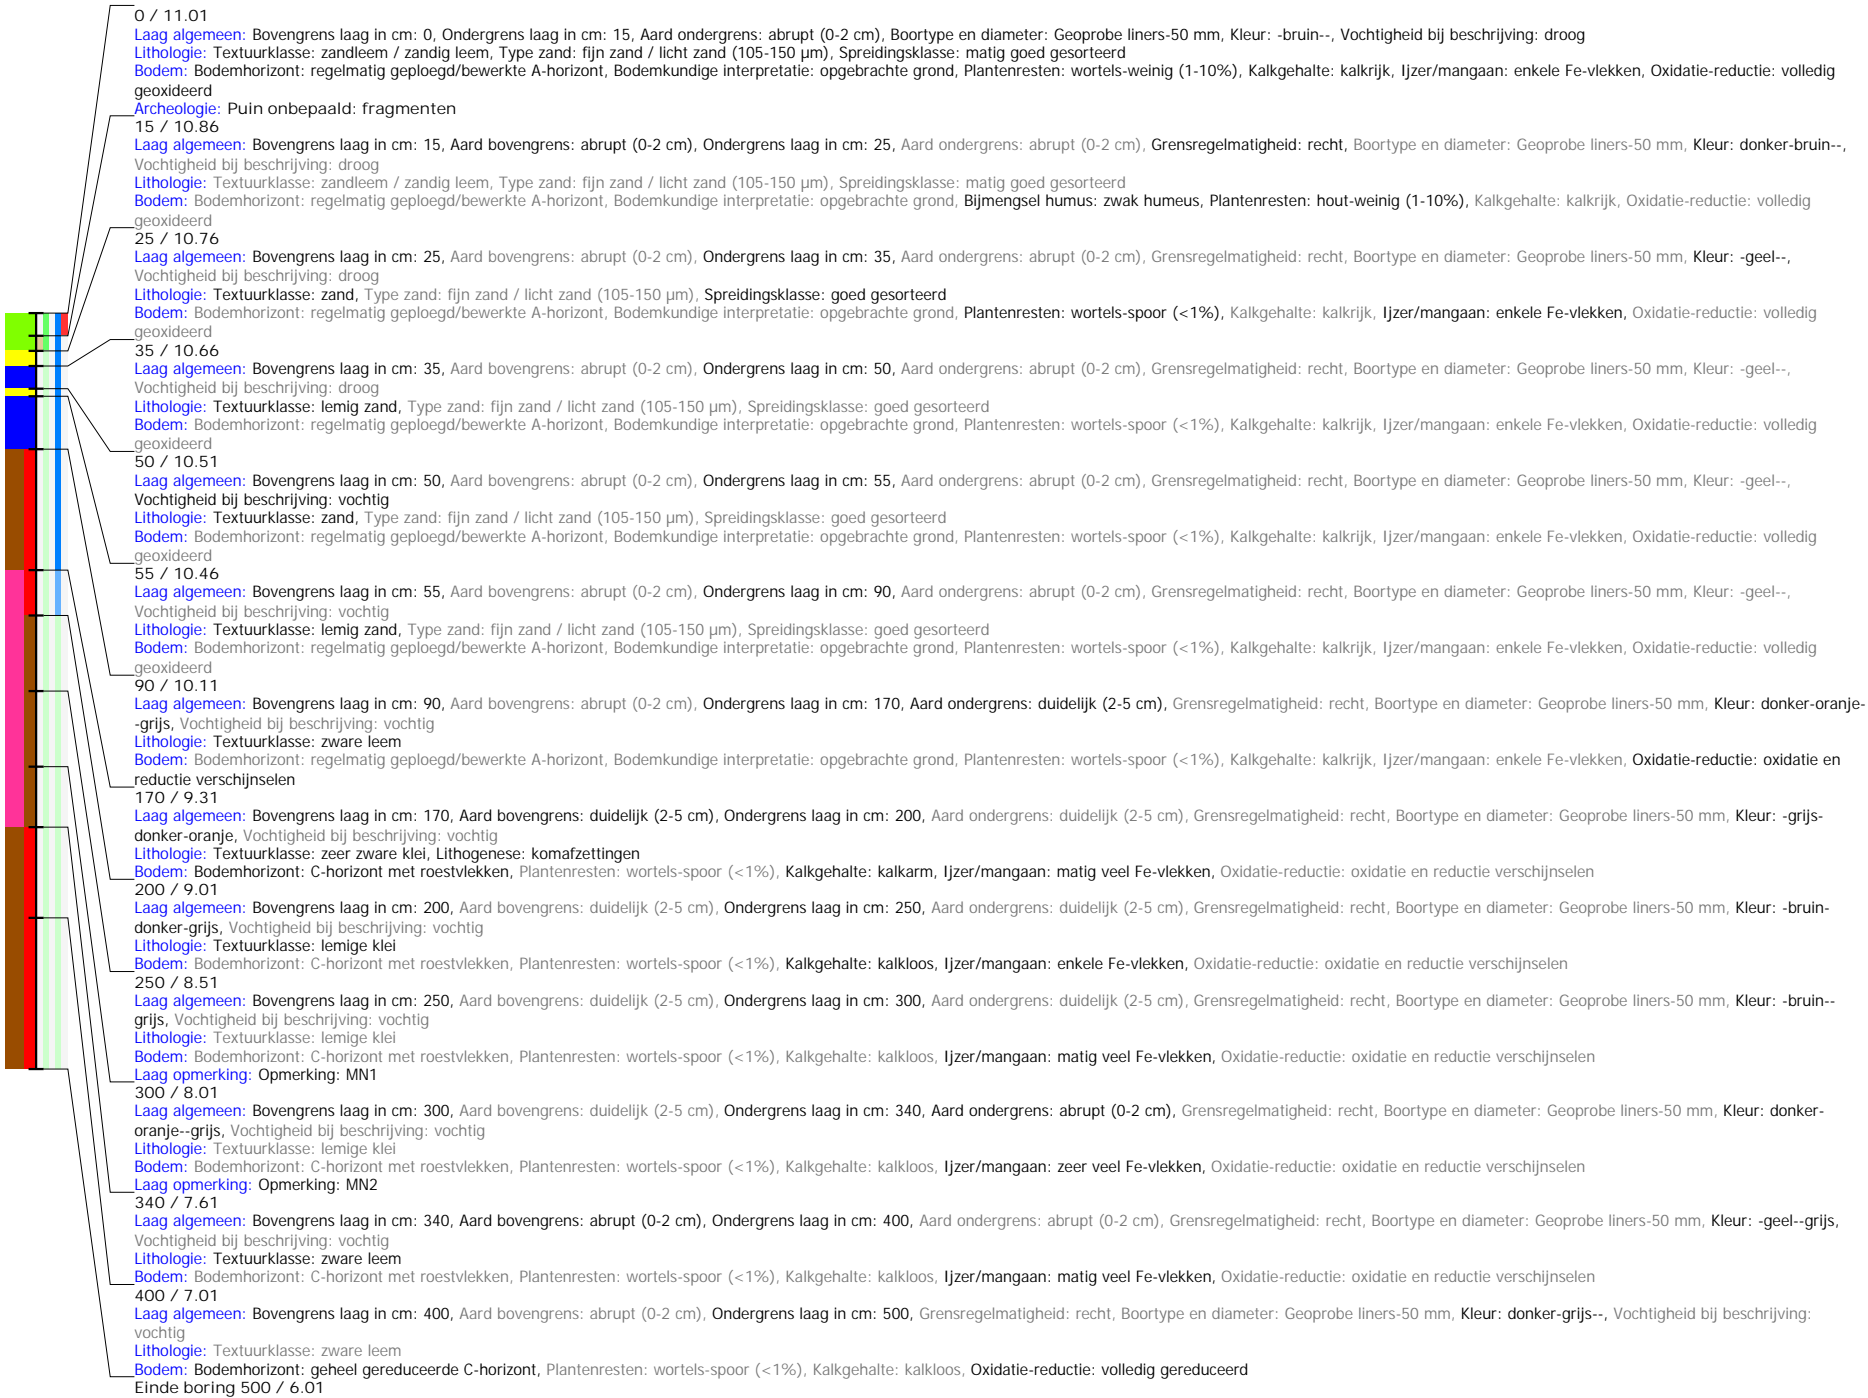 0 / 11.01
Laag algemeen: Bovengrens laag in cm: 0, Ondergrens laag in cm: 15, Aard ondergrens: abrupt (0-2 cm), Boortype en diameter: Geoprobe liners-50 mm, Kleur: -bruin--, Vochtigheid bij beschrijving: droog
Lithologie: Textuurklasse: zandleem / zandig leem, Type zand: fijn zand / licht zand (105-150 µm), Spreidingsklasse: matig goed gesorteerd
Bodem: Bodemhorizont: regelmatig geploegd/bewerkte A-horizont, Bodemkundige interpretatie: opgebrachte grond, Plantenresten: wortels-weinig (1-10%), Kalkgehalte: kalkrijk, Ijzer/mangaan: enkele Fe-vlekken, Oxidatie-reductie: volledig
geoxideerd
Archeologie: Puin onbepaald: fragmenten
15 / 10.86
Laag algemeen: Bovengrens laag in cm: 15, Aard bovengrens: abrupt (0-2 cm), Ondergrens laag in cm: 25, Aard ondergrens: abrupt (0-2 cm), Grensregelmatigheid: recht, Boortype en diameter: Geoprobe liners-50 mm, Kleur: donker-bruin--,
Vochtigheid bij beschrijving: droog
Lithologie: Textuurklasse: zandleem / zandig leem, Type zand: fijn zand / licht zand (105-150 µm), Spreidingsklasse: matig goed gesorteerd
Bodem: Bodemhorizont: regelmatig geploegd/bewerkte A-horizont, Bodemkundige interpretatie: opgebrachte grond, Bijmengsel humus: zwak humeus, Plantenresten: hout-weinig (1-10%), Kalkgehalte: kalkrijk, Oxidatie-reductie: volledig
geoxideerd
25 / 10.76
Laag algemeen: Bovengrens laag in cm: 25, Aard bovengrens: abrupt (0-2 cm), Ondergrens laag in cm: 35, Aard ondergrens: abrupt (0-2 cm), Grensregelmatigheid: recht, Boortype en diameter: Geoprobe liners-50 mm, Kleur: -geel--,
Vochtigheid bij beschrijving: droog
Lithologie: Textuurklasse: zand, Type zand: fijn zand / licht zand (105-150 µm), Spreidingsklasse: goed gesorteerd
Bodem: Bodemhorizont: regelmatig geploegd/bewerkte A-horizont, Bodemkundige interpretatie: opgebrachte grond, Plantenresten: wortels-spoor (<1%), Kalkgehalte: kalkrijk, Ijzer/mangaan: enkele Fe-vlekken, Oxidatie-reductie: volledig
geoxideerd
35 / 10.66
Laag algemeen: Bovengrens laag in cm: 35, Aard bovengrens: abrupt (0-2 cm), Ondergrens laag in cm: 50, Aard ondergrens: abrupt (0-2 cm), Grensregelmatigheid: recht, Boortype en diameter: Geoprobe liners-50 mm, Kleur: -geel--,
Vochtigheid bij beschrijving: droog
Lithologie: Textuurklasse: lemig zand, Type zand: fijn zand / licht zand (105-150 µm), Spreidingsklasse: goed gesorteerd
Bodem: Bodemhorizont: regelmatig geploegd/bewerkte A-horizont, Bodemkundige interpretatie: opgebrachte grond, Plantenresten: wortels-spoor (<1%), Kalkgehalte: kalkrijk, Ijzer/mangaan: enkele Fe-vlekken, Oxidatie-reductie: volledig
geoxideerd
50 / 10.51
Laag algemeen: Bovengrens laag in cm: 50, Aard bovengrens: abrupt (0-2 cm), Ondergrens laag in cm: 55, Aard ondergrens: abrupt (0-2 cm), Grensregelmatigheid: recht, Boortype en diameter: Geoprobe liners-50 mm, Kleur: -geel--,
Vochtigheid bij beschrijving: vochtig
Lithologie: Textuurklasse: zand, Type zand: fijn zand / licht zand (105-150 µm), Spreidingsklasse: goed gesorteerd
Bodem: Bodemhorizont: regelmatig geploegd/bewerkte A-horizont, Bodemkundige interpretatie: opgebrachte grond, Plantenresten: wortels-spoor (<1%), Kalkgehalte: kalkrijk, Ijzer/mangaan: enkele Fe-vlekken, Oxidatie-reductie: volledig
geoxideerd
55 / 10.46
Laag algemeen: Bovengrens laag in cm: 55, Aard bovengrens: abrupt (0-2 cm), Ondergrens laag in cm: 90, Aard ondergrens: abrupt (0-2 cm), Grensregelmatigheid: recht, Boortype en diameter: Geoprobe liners-50 mm, Kleur: -geel--,
Vochtigheid bij beschrijving: vochtig
Lithologie: Textuurklasse: lemig zand, Type zand: fijn zand / licht zand (105-150 µm), Spreidingsklasse: goed gesorteerd
Bodem: Bodemhorizont: regelmatig geploegd/bewerkte A-horizont, Bodemkundige interpretatie: opgebrachte grond, Plantenresten: wortels-spoor (<1%), Kalkgehalte: kalkrijk, Ijzer/mangaan: enkele Fe-vlekken, Oxidatie-reductie: volledig
geoxideerd
90 / 10.11
Laag algemeen: Bovengrens laag in cm: 90, Aard bovengrens: abrupt (0-2 cm), Ondergrens laag in cm: 170, Aard ondergrens: duidelijk (2-5 cm), Grensregelmatigheid: recht, Boortype en diameter: Geoprobe liners-50 mm, Kleur: donker-oranje-
-grijs, Vochtigheid bij beschrijving: vochtig
Lithologie: Textuurklasse: zware leem
Bodem: Bodemhorizont: regelmatig geploegd/bewerkte A-horizont, Bodemkundige interpretatie: opgebrachte grond, Plantenresten: wortels-spoor (<1%), Kalkgehalte: kalkrijk, Ijzer/mangaan: enkele Fe-vlekken, Oxidatie-reductie: oxidatie en
reductie verschijnselen
170 / 9.31
Laag algemeen: Bovengrens laag in cm: 170, Aard bovengrens: duidelijk (2-5 cm), Ondergrens laag in cm: 200, Aard ondergrens: duidelijk (2-5 cm), Grensregelmatigheid: recht, Boortype en diameter: Geoprobe liners-50 mm, Kleur: -grijs-
donker-oranje, Vochtigheid bij beschrijving: vochtig
Lithologie: Textuurklasse: zeer zware klei, Lithogenese: komafzettingen
Bodem: Bodemhorizont: C-horizont met roestvlekken, Plantenresten: wortels-spoor (<1%), Kalkgehalte: kalkarm, Ijzer/mangaan: matig veel Fe-vlekken, Oxidatie-reductie: oxidatie en reductie verschijnselen
200 / 9.01
Laag algemeen: Bovengrens laag in cm: 200, Aard bovengrens: duidelijk (2-5 cm), Ondergrens laag in cm: 250, Aard ondergrens: duidelijk (2-5 cm), Grensregelmatigheid: recht, Boortype en diameter: Geoprobe liners-50 mm, Kleur: -bruin-
donker-grijs, Vochtigheid bij beschrijving: vochtig
Lithologie: Textuurklasse: lemige klei
Bodem: Bodemhorizont: C-horizont met roestvlekken, Plantenresten: wortels-spoor (<1%), Kalkgehalte: kalkloos, Ijzer/mangaan: enkele Fe-vlekken, Oxidatie-reductie: oxidatie en reductie verschijnselen
250 / 8.51
Laag algemeen: Bovengrens laag in cm: 250, Aard bovengrens: duidelijk (2-5 cm), Ondergrens laag in cm: 300, Aard ondergrens: duidelijk (2-5 cm), Grensregelmatigheid: recht, Boortype en diameter: Geoprobe liners-50 mm, Kleur: -bruin--
grijs, Vochtigheid bij beschrijving: vochtig
Lithologie: Textuurklasse: lemige klei
Bodem: Bodemhorizont: C-horizont met roestvlekken, Plantenresten: wortels-spoor (<1%), Kalkgehalte: kalkloos, Ijzer/mangaan: matig veel Fe-vlekken, Oxidatie-reductie: oxidatie en reductie verschijnselen
Laag opmerking: Opmerking: MN1
300 / 8.01
Laag algemeen: Bovengrens laag in cm: 300, Aard bovengrens: duidelijk (2-5 cm), Ondergrens laag in cm: 340, Aard ondergrens: abrupt (0-2 cm), Grensregelmatigheid: recht, Boortype en diameter: Geoprobe liners-50 mm, Kleur: donker-
oranje--grijs, Vochtigheid bij beschrijving: vochtig
Lithologie: Textuurklasse: lemige klei
Bodem: Bodemhorizont: C-horizont met roestvlekken, Plantenresten: wortels-spoor (<1%), Kalkgehalte: kalkloos, Ijzer/mangaan: zeer veel Fe-vlekken, Oxidatie-reductie: oxidatie en reductie verschijnselen
Laag opmerking: Opmerking: MN2
340 / 7.61
Laag algemeen: Bovengrens laag in cm: 340, Aard bovengrens: abrupt (0-2 cm), Ondergrens laag in cm: 400, Aard ondergrens: abrupt (0-2 cm), Grensregelmatigheid: recht, Boortype en diameter: Geoprobe liners-50 mm, Kleur: -geel--grijs,
Vochtigheid bij beschrijving: vochtig
Lithologie: Textuurklasse: zware leem
Bodem: Bodemhorizont: C-horizont met roestvlekken, Plantenresten: wortels-spoor (<1%), Kalkgehalte: kalkloos, Ijzer/mangaan: matig veel Fe-vlekken, Oxidatie-reductie: oxidatie en reductie verschijnselen
400 / 7.01
Laag algemeen: Bovengrens laag in cm: 400, Aard bovengrens: abrupt (0-2 cm), Ondergrens laag in cm: 500, Grensregelmatigheid: recht, Boortype en diameter: Geoprobe liners-50 mm, Kleur: donker-grijs--, Vochtigheid bij beschrijving:
vochtig
Lithologie: Textuurklasse: zware leem
Bodem: Bodemhorizont: geheel gereduceerde C-horizont, Plantenresten: wortels-spoor (<1%), Kalkgehalte: kalkloos, Oxidatie-reductie: volledig gereduceerd
Einde boring 500 / 6.01